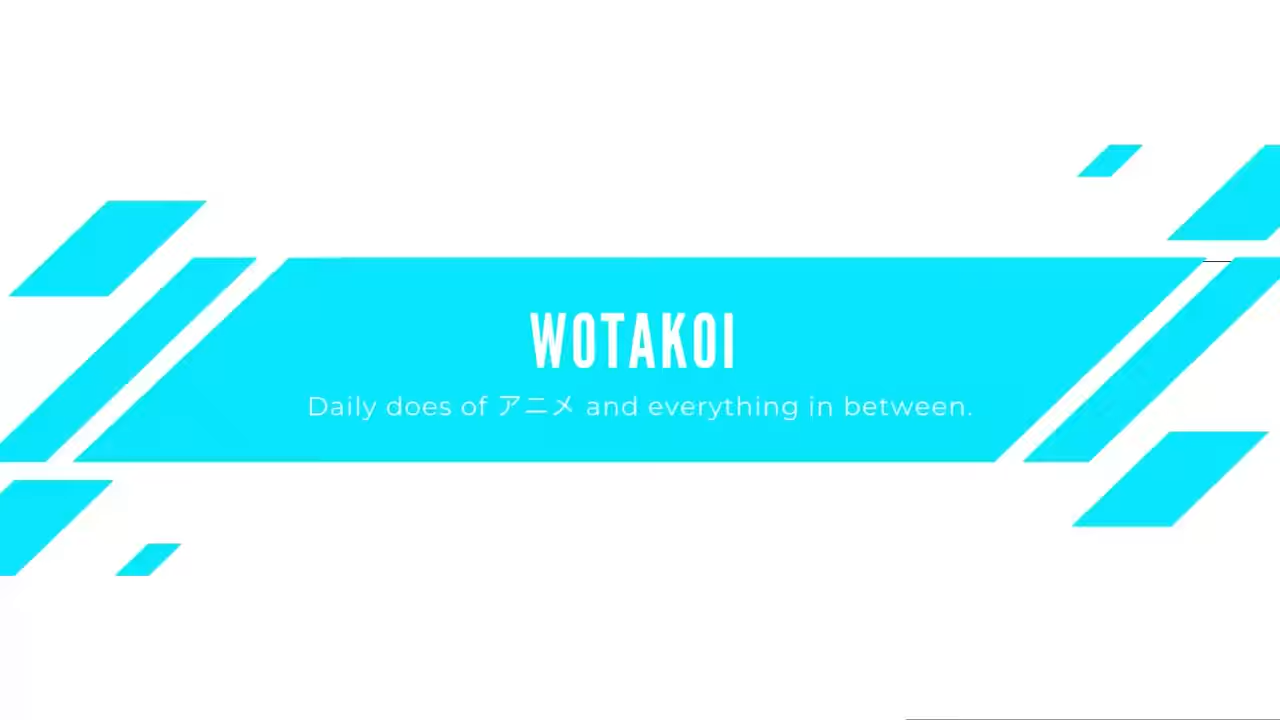 WOTAKOI
Daily does of アニメ and everything in between.